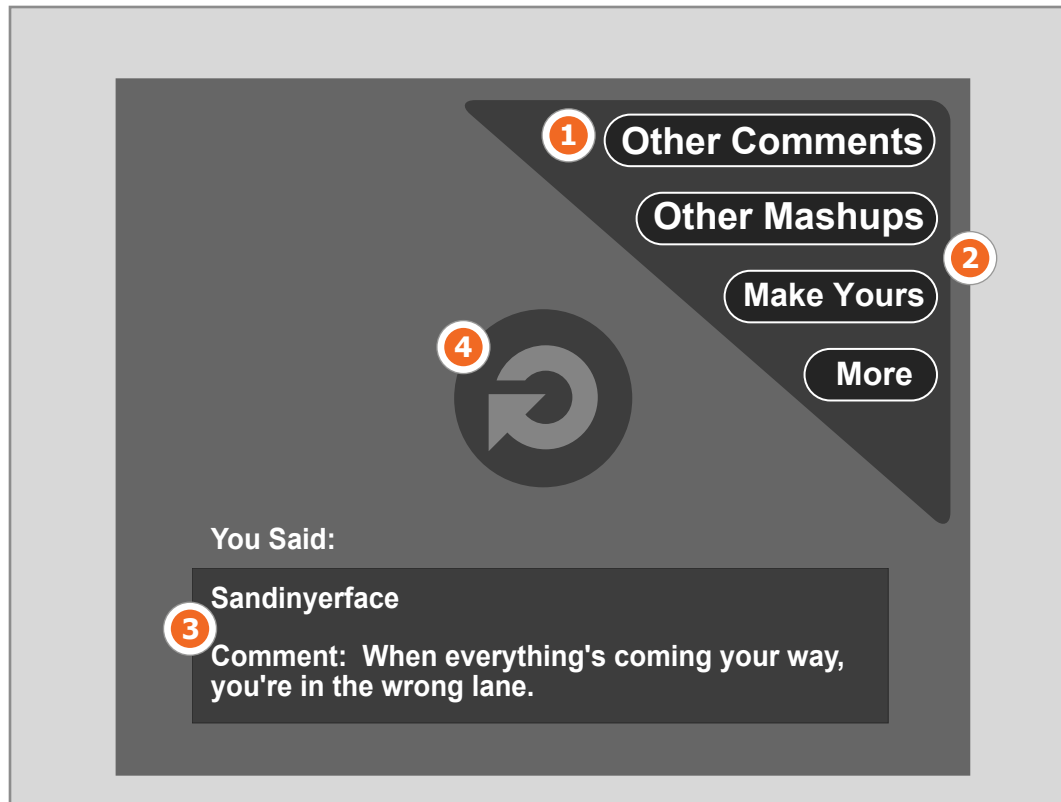 1
Other Comments
Other Mashups
2
Make Yours
4
More
You Said:
Sandinyerface
3
Comment:  When everything's coming your way,
you're in the wrong lane.